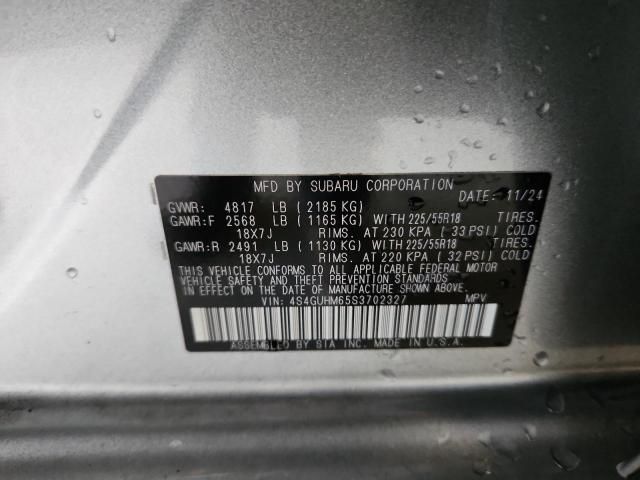 MFD BY SUBARU CORPORATION DATE: 11/24
GVWR: 4817 LB ( 2185 KG)
GAWR:F 2568 LB ( 1165 KG) WITH 225/55R18 TIRES.
18X7J RIMS. AT 230 KPA ( 33 PSI) COLD
GAWR:R 2491 LB ( 1130 KG) WITH 225/55R18 TIRES.
18X7J RIMS. AT 220 KPA ( 32 PSI) COLD
THIS VEHICLE CONFORMS TO ALL APPLICABLE FEDERAL MOTOR
VEHICLE SAFETY AND THEFT PREVENTION STANDARDS
IN EFFECT ON THE DATE OF MANUFACTURE SHOWN ABOVE.
VIN: 4S4GUHM65S3702327 MPV
ASSEMBLED BY SIA INC. MADE IN U.S.A.